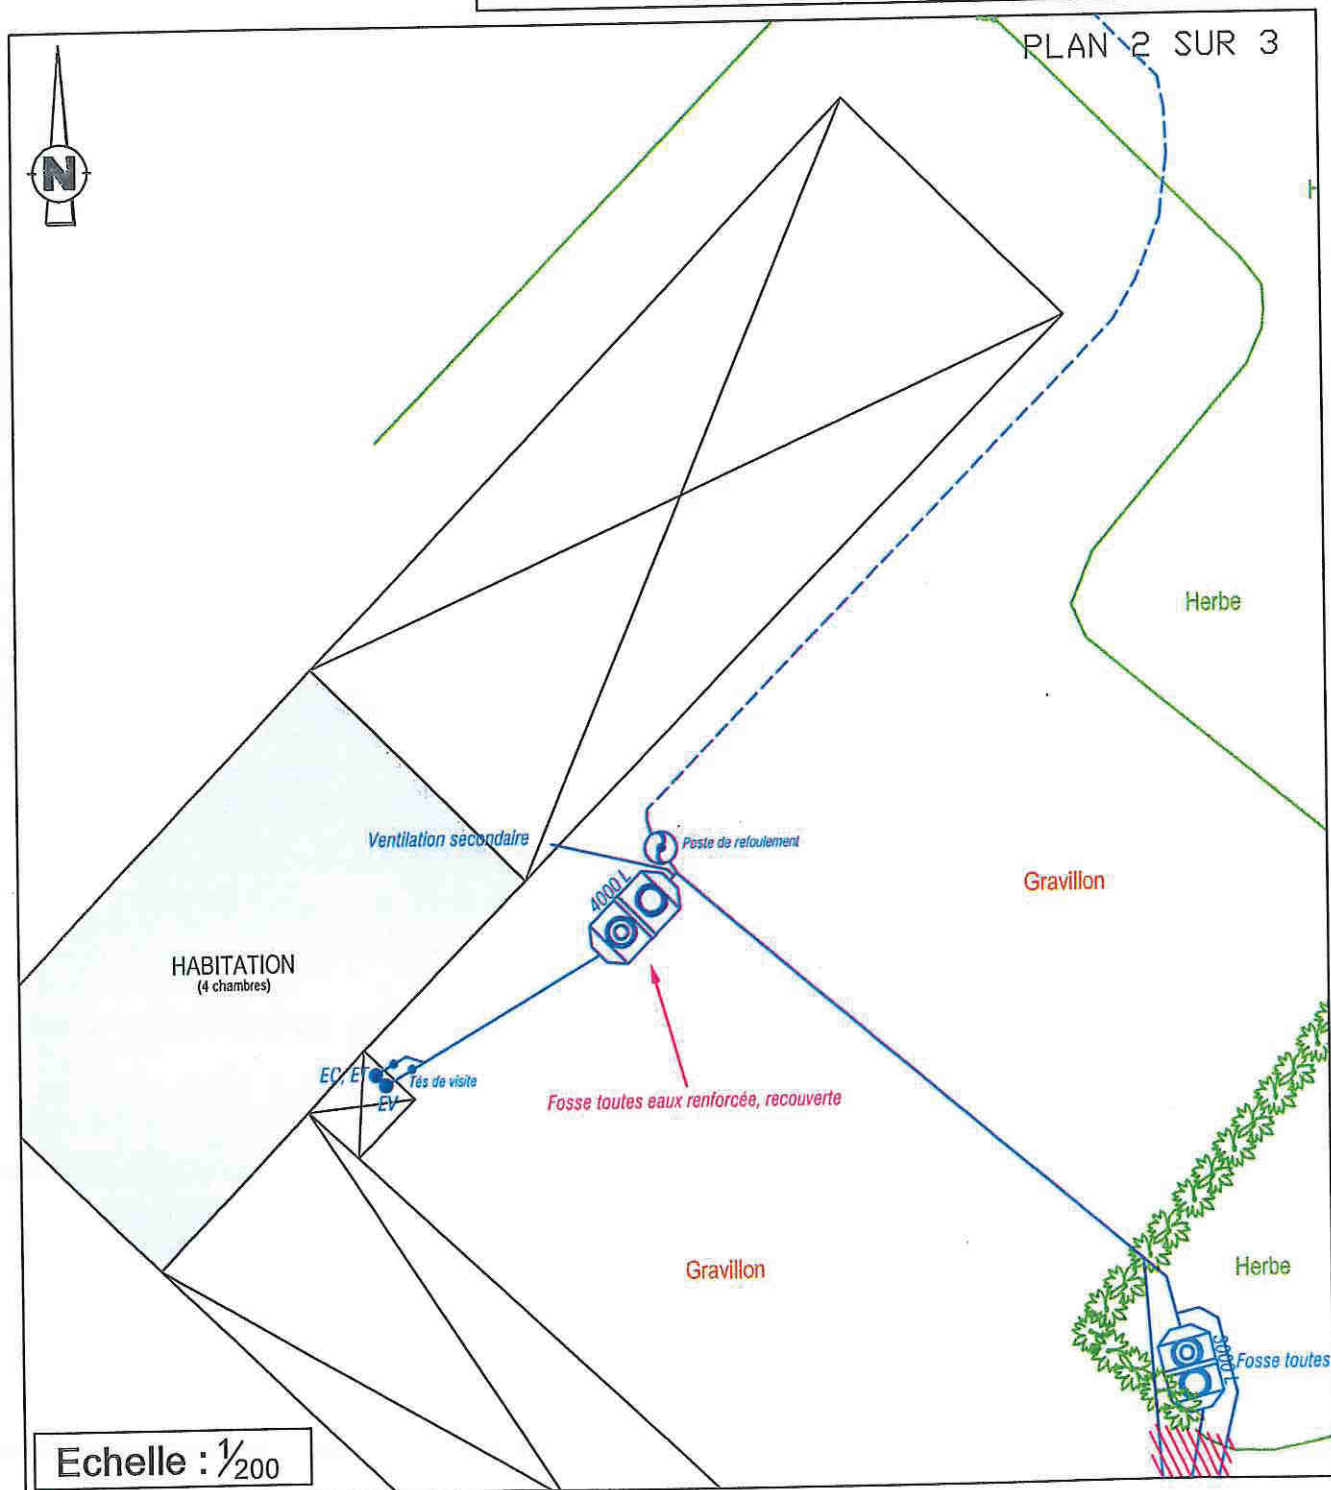 PLAN 2 SUR 3
N
Herbe
Ventilation secondaire
Poste de refoulement
4000 L
Gravillon
HABITATION
(4 chambres)
EC, ET
Tés de visite
EV
Fosse toutes eaux renforcée, recouverte
Gravillon
Herbe
3000 L
Fosse toutes
Echelle : 1/200